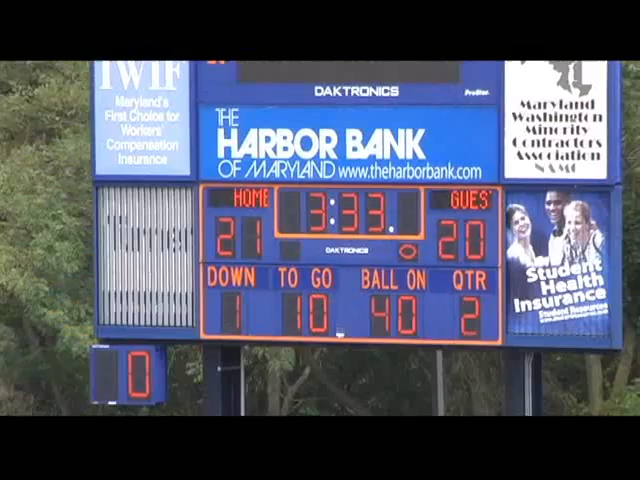 IWIF
Maryland's
First Choice for
Workers'
Compensation
Insurance
DAKTRONICS
ProStar
THE
HARBOR BANK
OF MARYLAND www.theharborbank.com
Maryland
Washington
Minority
Contractors
Association
HOME 3:33. GUES'
21 20
DAKTRONICS
DOWN TO GO BALL ON QTR
1 10 40 2
Student
Health
Insurance
0